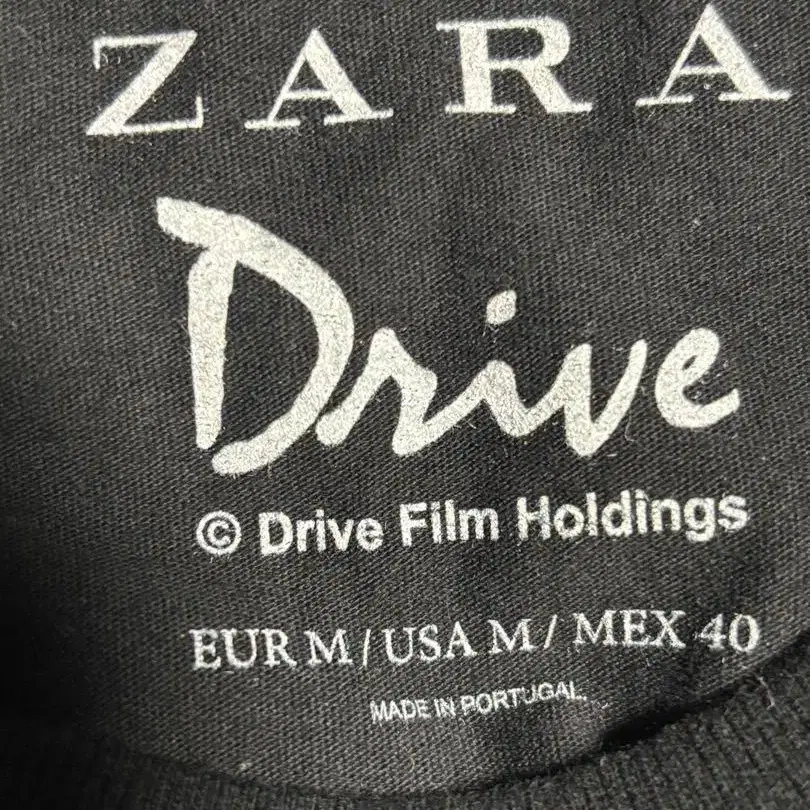 ZARA
Drive
© Drive Film Holdings
EUR M / USA M / MEX 40
MADE IN PORTUGAL.